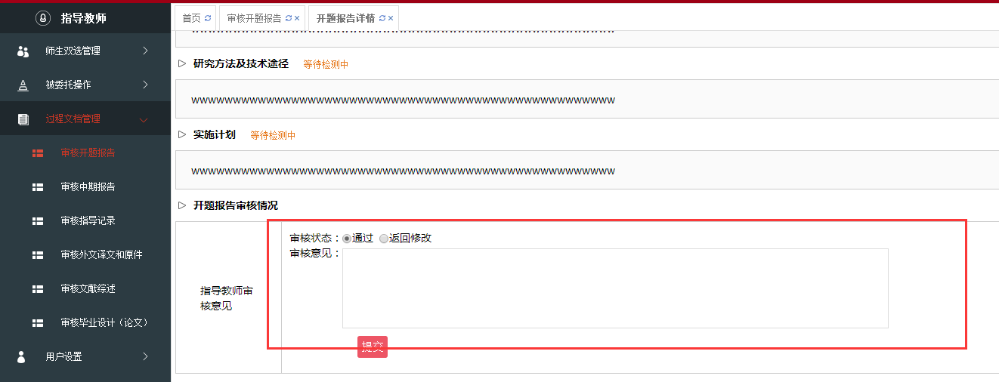 指导教师
首页
审核开题报告
开题报告详情
师生双选管理
被委托操作
过程文档管理
审核开题报告
审核中期报告
审核指导记录
审核外文译文和原件
审核文献综述
审核毕业设计（论文）
用户设置
研究方法及技术途径 等待检测中
wwwwwwwwwwwwwwwwwwwwwwwwwwwwwwwwwwwwwwwwwwwwwwwwwww
实施计划 等待检测中
wwwwwwwwwwwwwwwwwwwwwwwwwwwwwwwwwwwwwwwwwwwwwwwwwww
开题报告审核情况
指导教师审
核意见
审核状态：通过 返回修改
审核意见：
提交